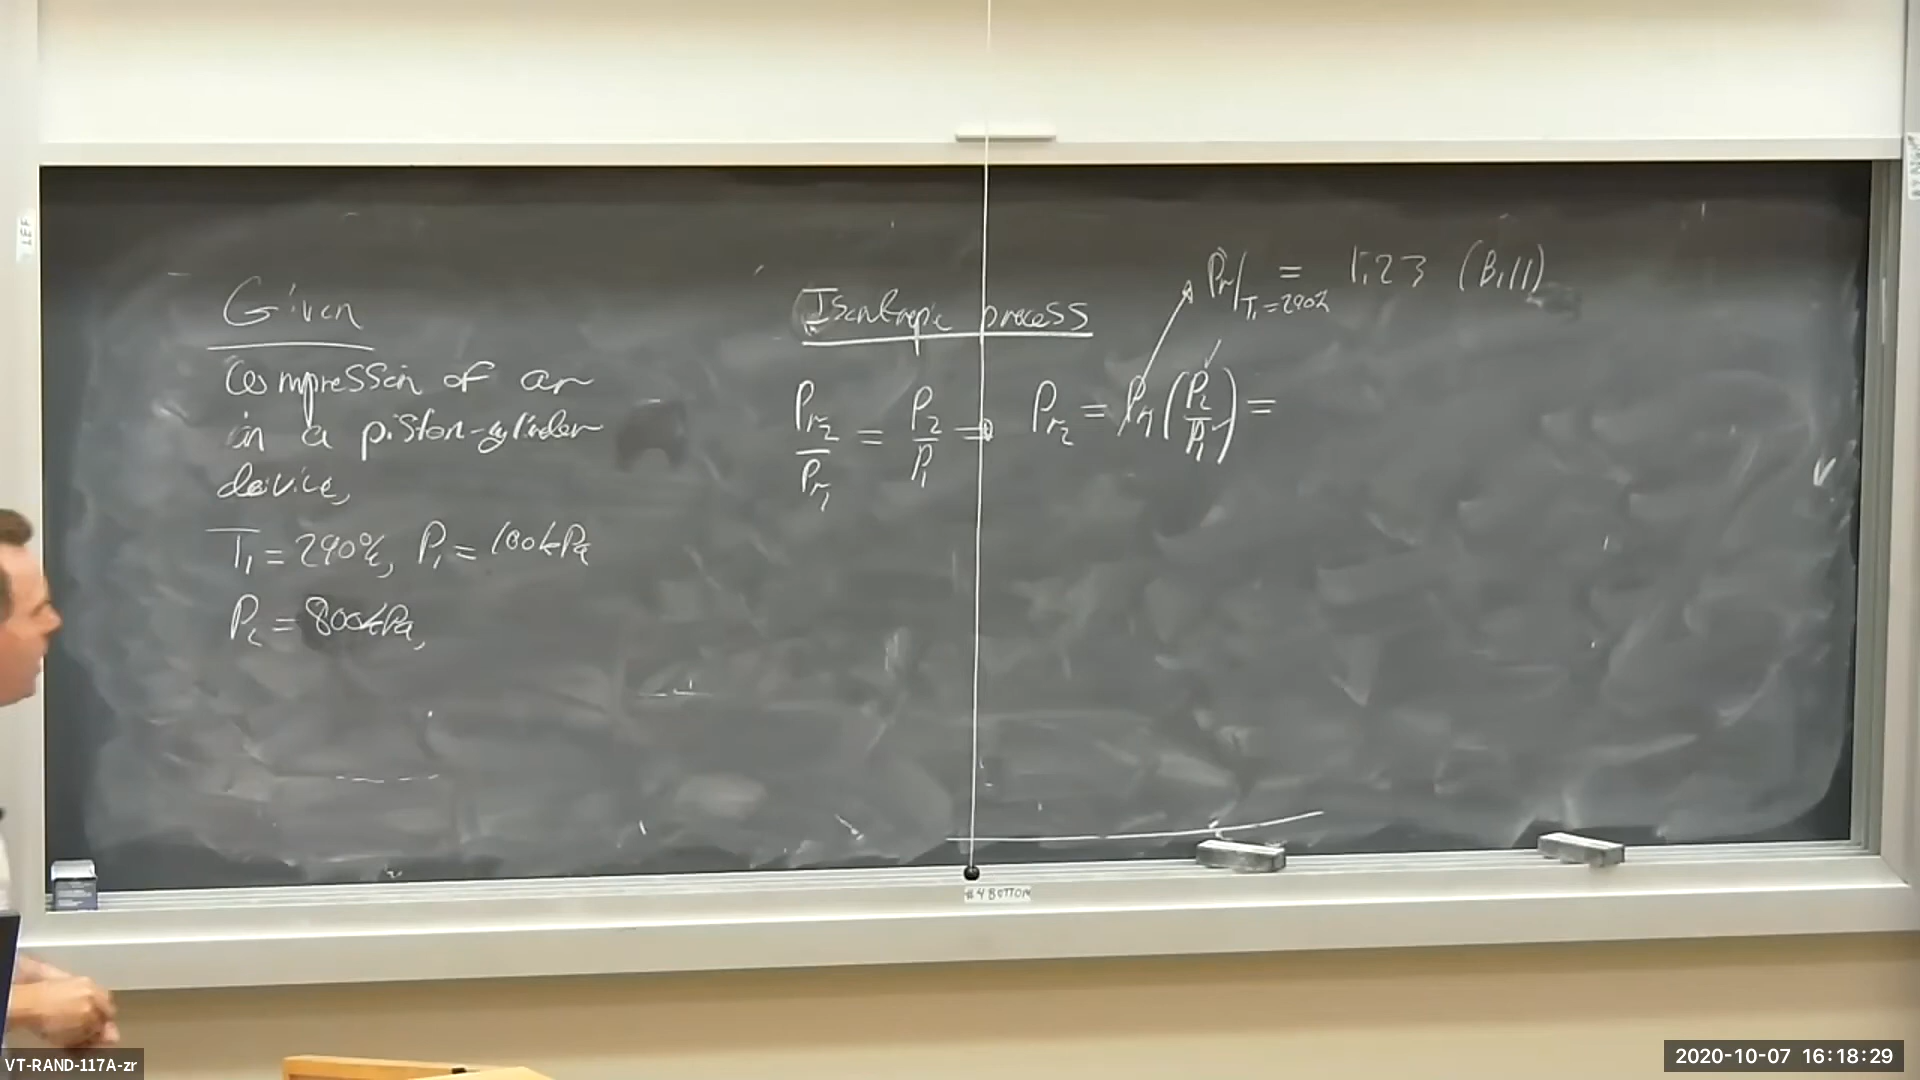 Given
Compression of air
in a piston-cylinder
device,
T₁ = 290K, P₁ = 100kPa
P₂ = 800kPa,
Isentropic process
Pr₂/Pr₁ = P₂/P₁ ⇒ Pr₂ = Pr₁(P₂/P₁) =
Pr|T₁=290K = 1.23 (B.11)
#4 BOTTOM
VT-RAND-117A-zr
2020-10-07 16:18:29